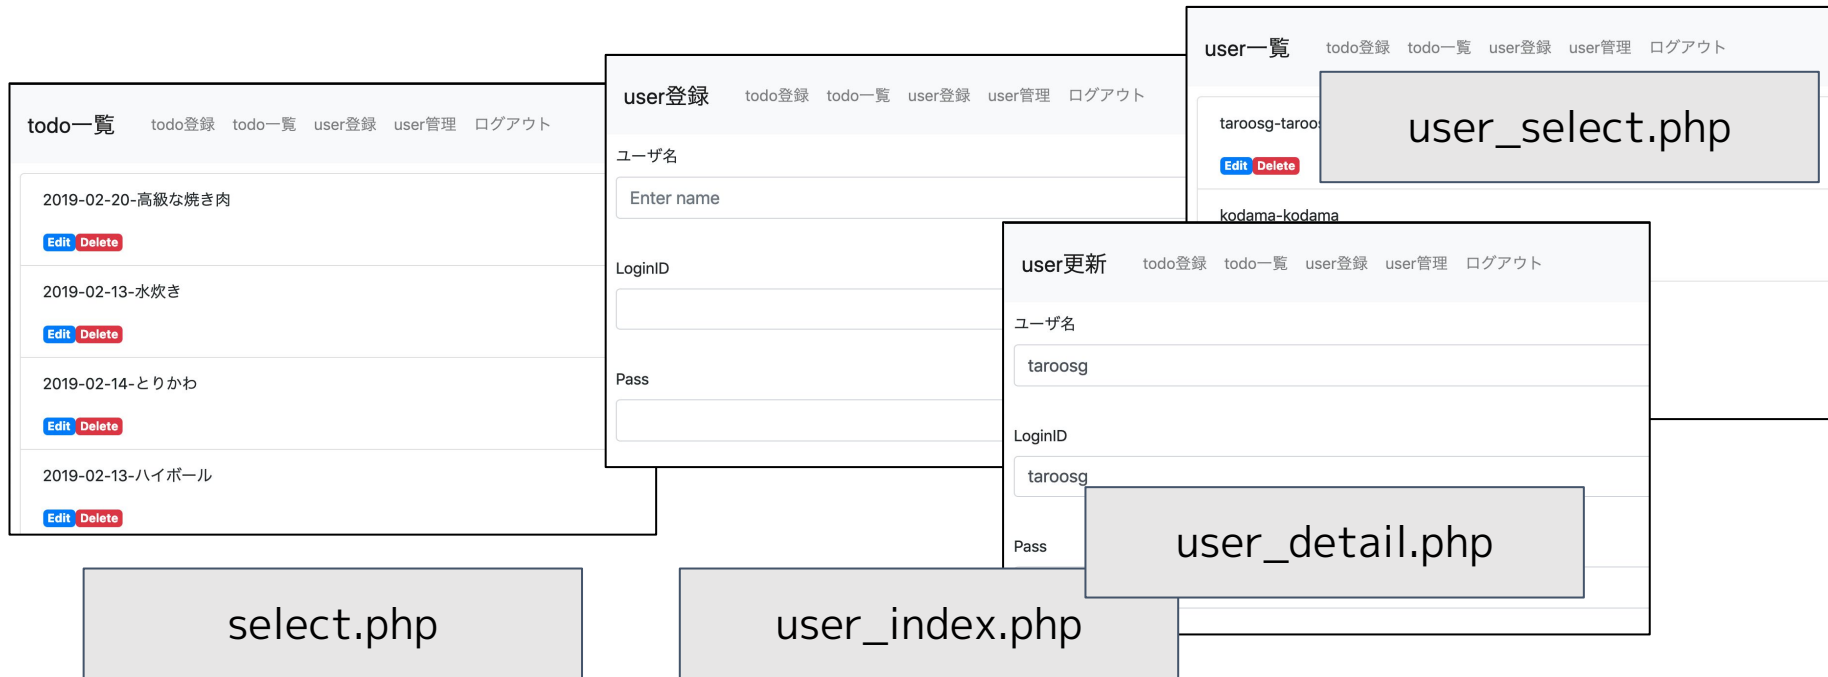 todo一覧 todo登録 todo一覧 user登録 user管理 ログアウト
2019-02-20-高級な焼き肉
Edit Delete
2019-02-13-水炊き
Edit Delete
2019-02-14-とりかわ
Edit Delete
2019-02-13-ハイボール
Edit Delete
select.php
user登録 todo登録 todo一覧 user登録 user管理 ログアウト
ユーザ名
Enter name
LoginID
Pass
user_index.php
user一覧 todo登録 todo一覧 user登録 user管理 ログアウト
taroosg-taroos
Edit Delete
kodama-kodama
user_select.php
user更新 todo登録 todo一覧 user登録 user管理 ログアウト
ユーザ名
taroosg
LoginID
taroosg
Pass
user_detail.php